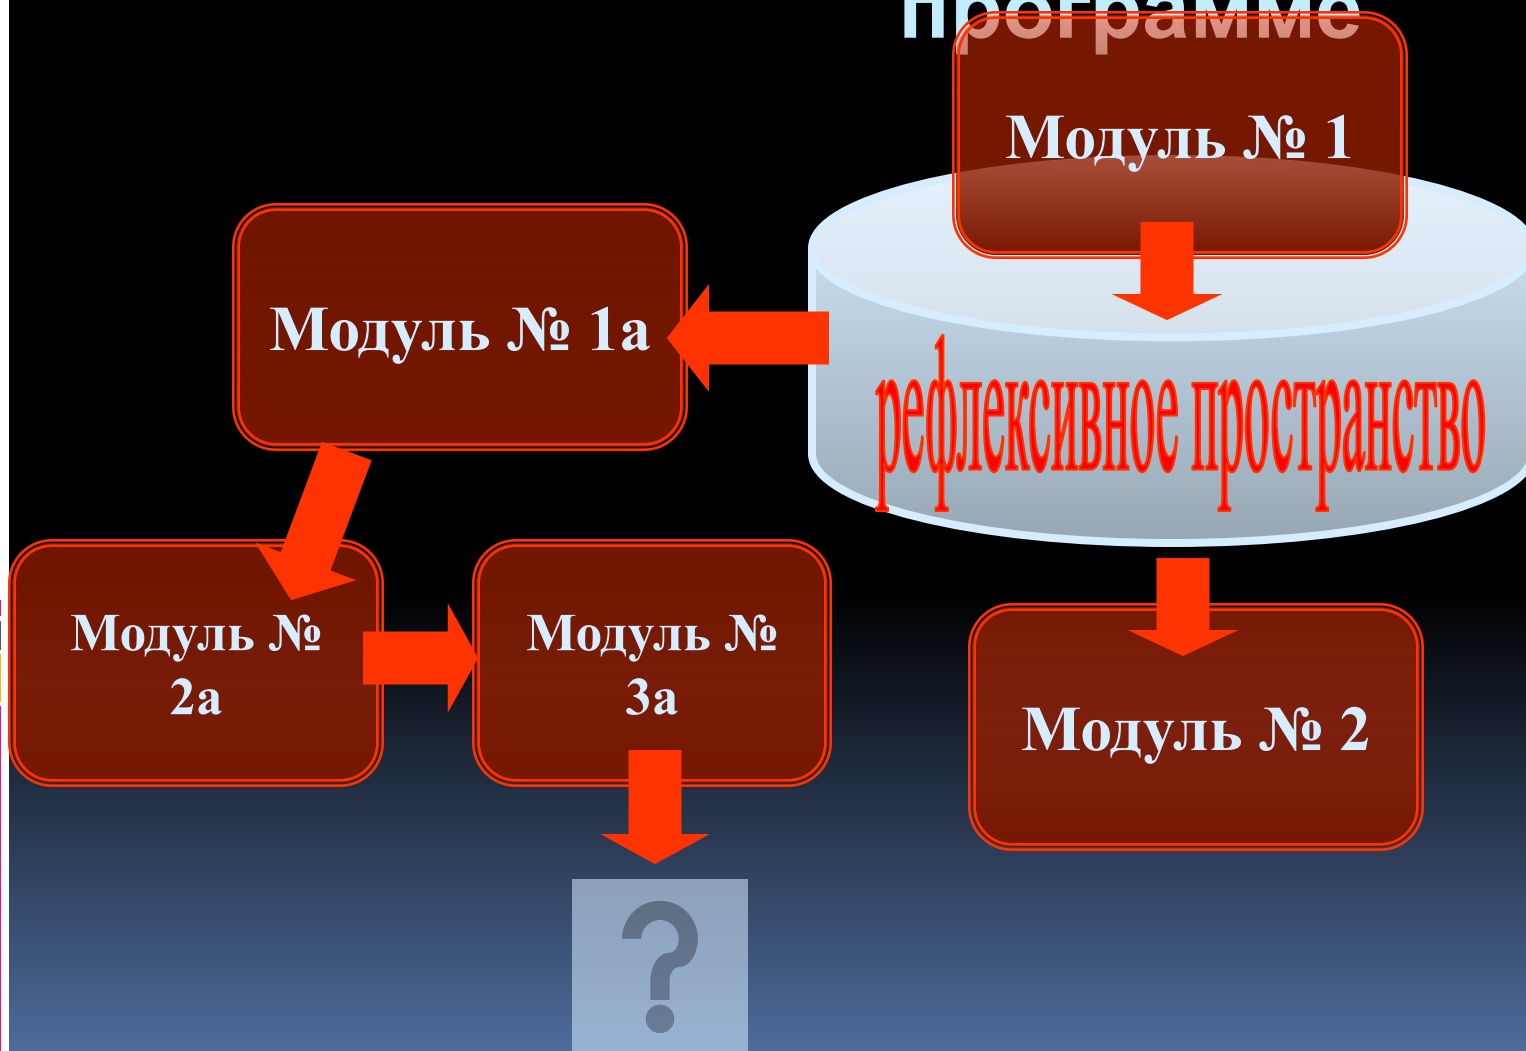 программе
Модуль № 1
Модуль № 1а
рефлексивное пространство
Модуль №
2а
Модуль №
3а
Модуль № 2
?